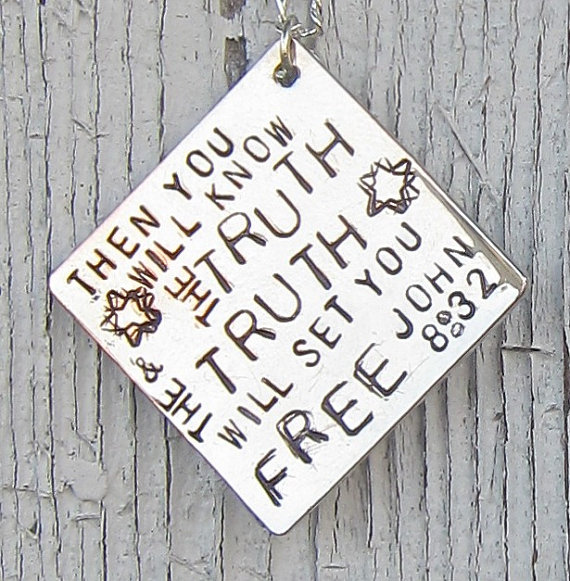 THEN YOU
WILL KNOW
THE TRUTH
& THE TRUTH
WILL SET YOU
FREE JOHN
8:32